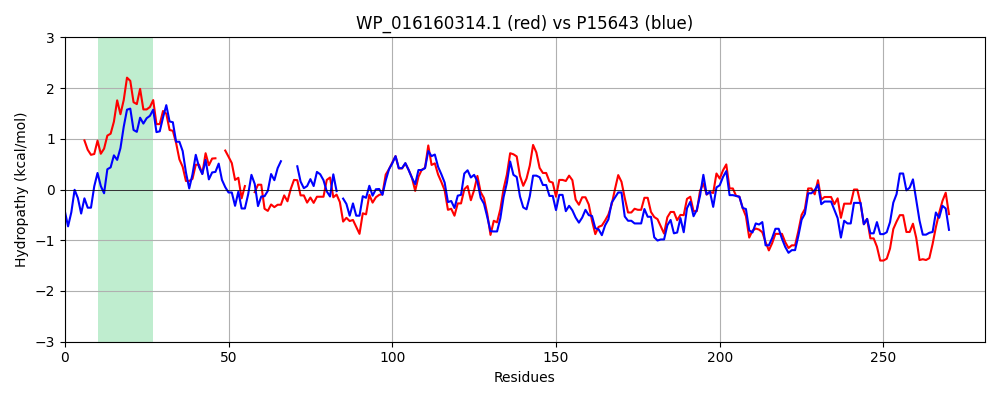 WP_016160314.1 (red) vs P15643 (blue)
3
2
1
0
−1
−2
−3
Hydropathy (kcal/mol)
0 50 100 150 200 250
Residues